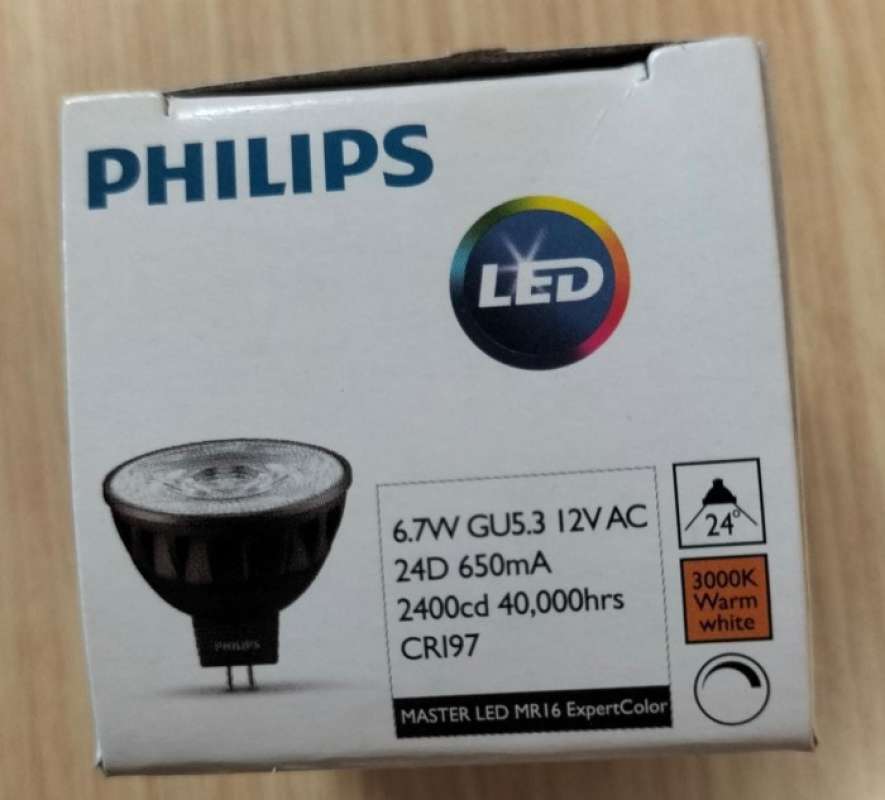 PHILIPS
LED
6.7W GU5.3 12V AC
24D 650mA
2400cd 40,000hrs
CRI97
MASTER LED MR16 ExpertColor
24°
3000K
Warm
white
PHILIPS